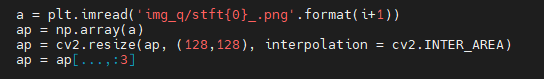 a = plt.imread('img_q/stft{0}_.png'.format(i+1))
ap = np.array(a)
ap = cv2.resize(ap, (128,128), interpolation = cv2.INTER_AREA)
ap = ap[...,:3]